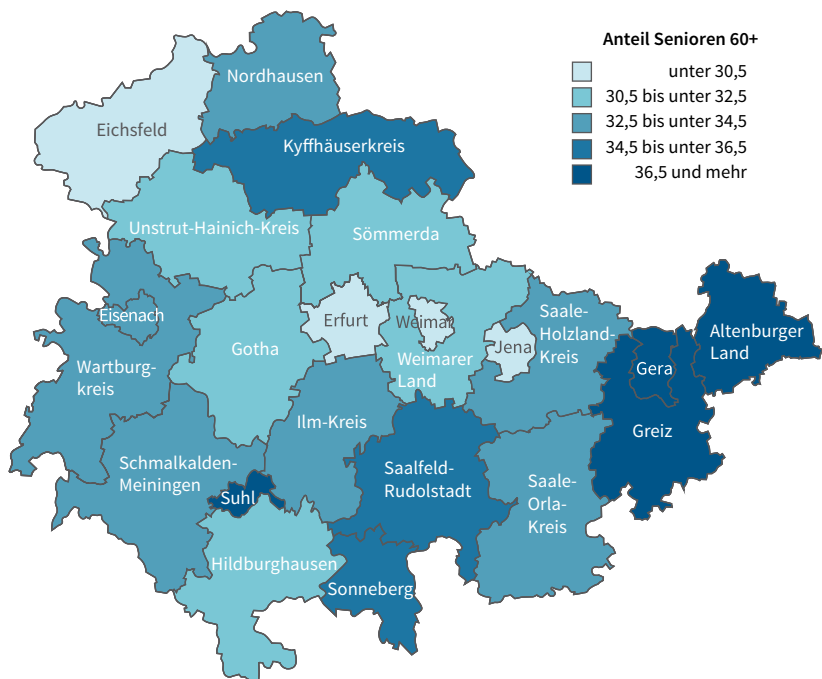 Anteil Senioren 60+
unter 30,5
30,5 bis unter 32,5
32,5 bis unter 34,5
34,5 bis unter 36,5
36,5 und mehr
Nordhausen
Eichsfeld
Kyffhäuserkreis
Unstrut-Hainich-Kreis
Sömmerda
Eisenach
Erfurt
Weimar
Saale-
Holzland-
Kreis
Altenburger
Land
Gotha
Jena
Weimarer
Land
Wartburg-
kreis
Gera
Ilm-Kreis
Greiz
Schmalkalden-
Meiningen
Suhl
Saalfeld-
Rudolstadt
Saale-
Orla-
Kreis
Hildburghausen
Sonneberg